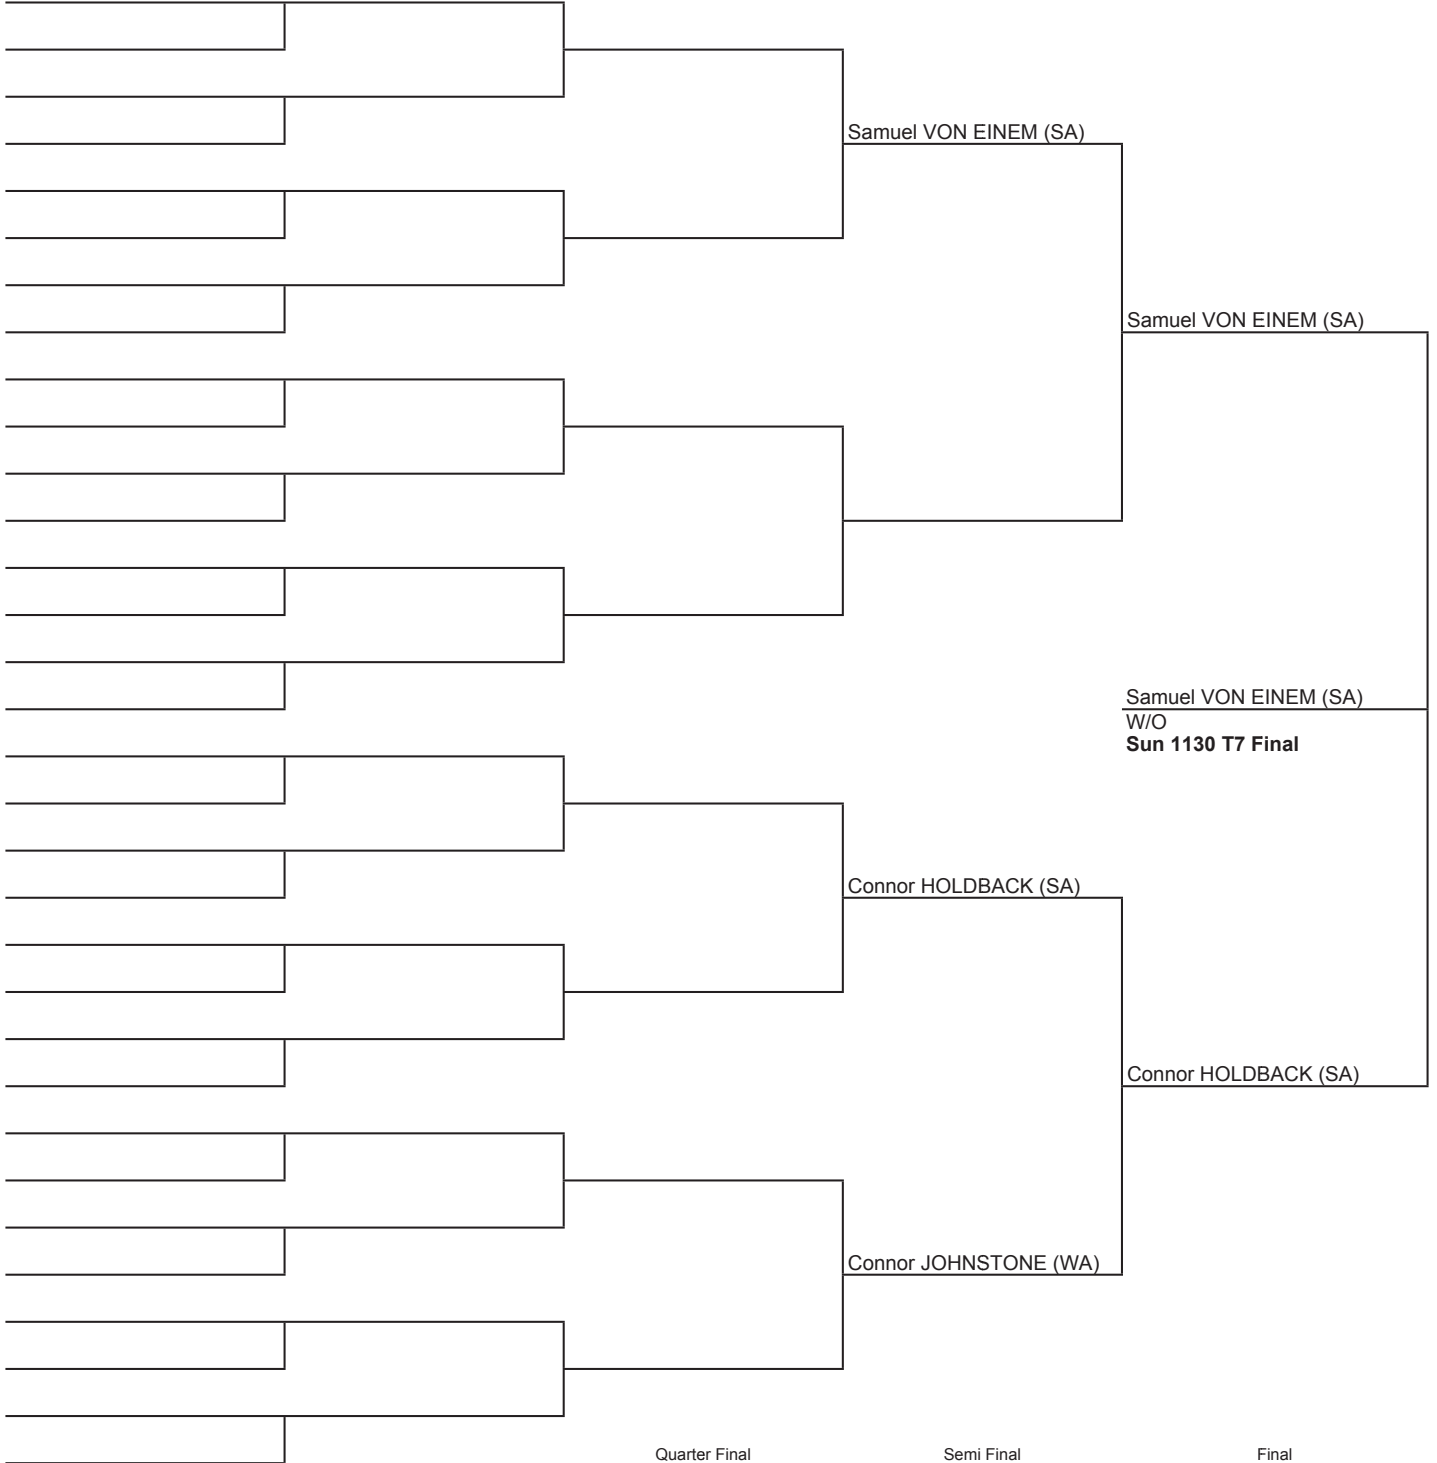 Samuel VON EINEM (SA)
Samuel VON EINEM (SA)
Samuel VON EINEM (SA)
W/O
Sun 1130 T7 Final
Connor HOLDBACK (SA)
Connor HOLDBACK (SA)
Connor JOHNSTONE (WA)
Quarter Final
Semi Final
Final